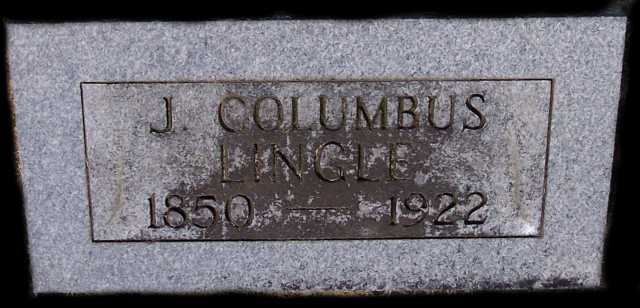 J. COLUMBUS
LINGLE
1850 — 1922